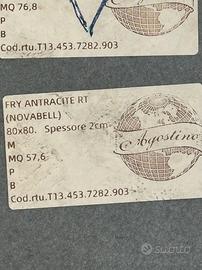 MQ 76,8
P
B
Cod.rtu.T13.453.7282.903
FRY ANTRACITE RT
(NOVABELL)
80x80. Spessore 2cm
M
MQ 57,6
P
B
Cod.rtu.T13.453.7282.903
Agostino
subito